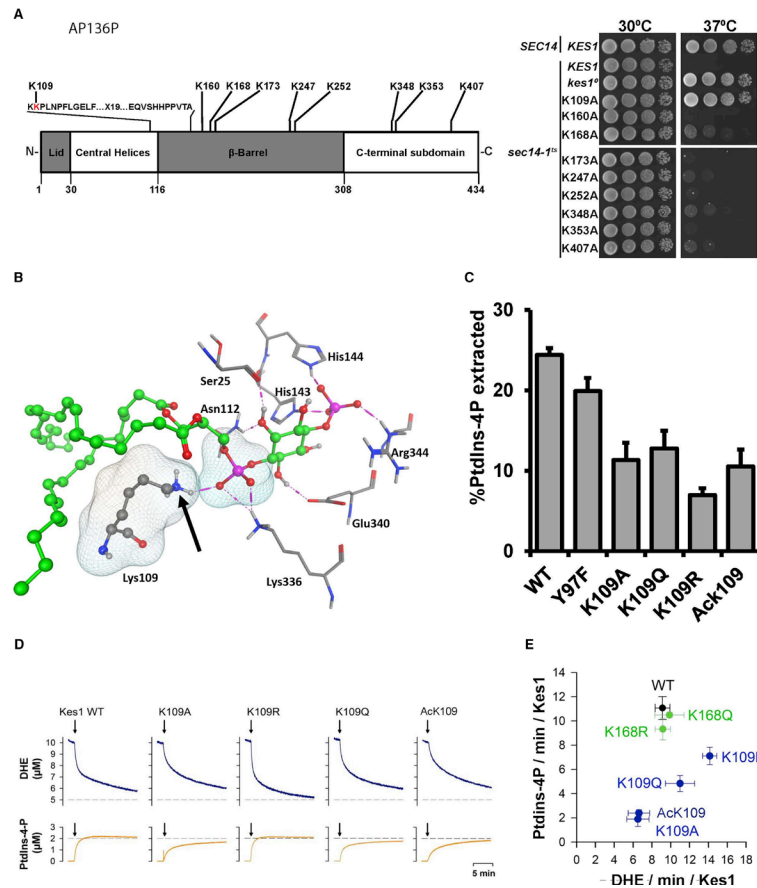 A
AP136P
K109
KKPLNPFLGELF...X19...EQVSHHPPVTA
K160
K168
K173
K247
K252
K348
K353
K407
N-
Lid
Central Helices
β-Barrel
C-terminal subdomain
-C
1
30
116
308
434
30ºC
37ºC
SEC14
KES1
KES1
kes1º
K109A
K160A
K168A
sec14-1ts
K173A
K247A
K252A
K348A
K353A
K407A
B
His144
Ser25
His143
Asn112
Arg344
Glu340
Lys109
Lys336
C
%PtdIns-4P extracted
30
20
10
0
WT
Y97F
K109A
K109Q
K109R
Ack109
D
Kes1 WT
K109A
K109R
K109Q
AcK109
DHE
(µM)
10
9
8
7
6
5
PtdIns-4-P
(µM)
3
2
1
0
5 min
E
PtdIns-4P / min / Kes1
14
12
10
8
6
4
2
0
WT
K168Q
K168R
K109Q
AcK109
K109A
0 2 4 6 8 10 12 14 16 18
DHE / min / Kes1